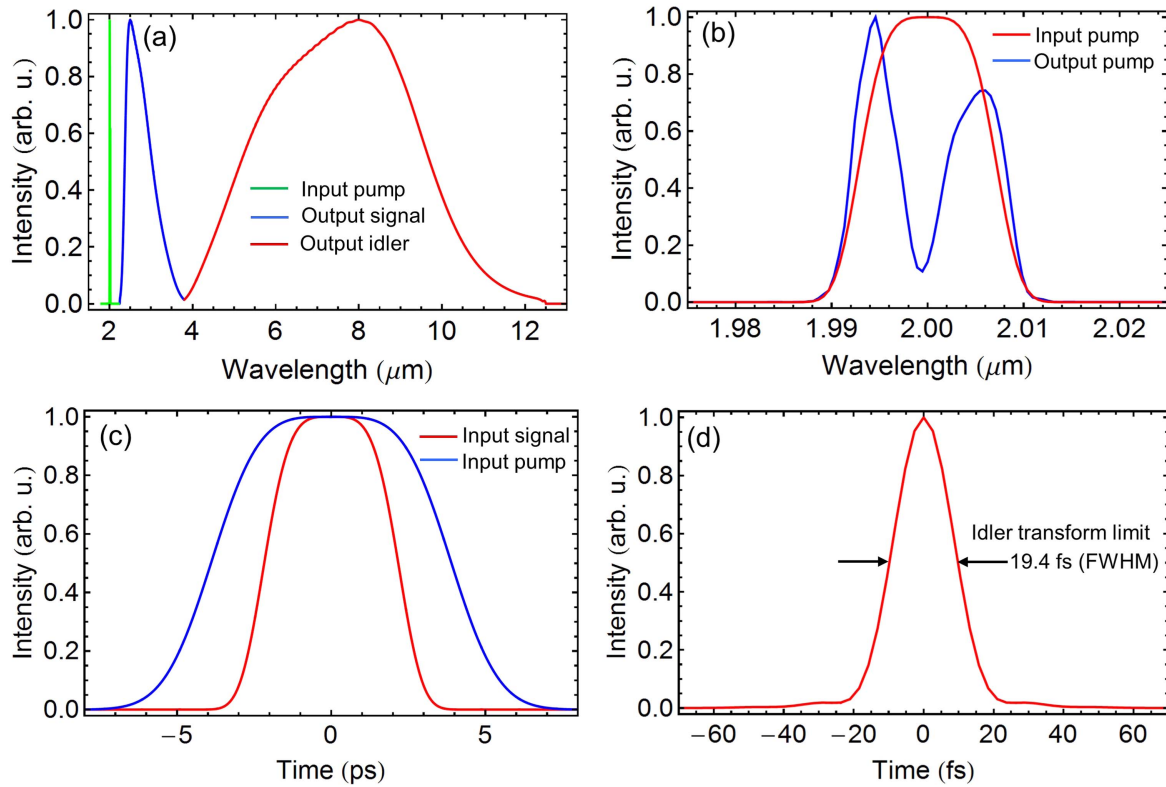 (a)
Intensity (arb. u.)
1.0
0.8
0.6
0.4
0.2
0.0
Input pump
Output signal
Output idler
2 4 6 8 10 12
Wavelength (μm)
(b)
Intensity (arb. u.)
1.0
0.8
0.6
0.4
0.2
0.0
Input pump
Output pump
1.98 1.99 2.00 2.01 2.02
Wavelength (μm)
(c)
Intensity (arb. u.)
1.0
0.8
0.6
0.4
0.2
0.0
Input signal
Input pump
−5 0 5
Time (ps)
(d)
Intensity (arb. u.)
1.0
0.8
0.6
0.4
0.2
0.0
Idler transform limit
19.4 fs (FWHM)
−60 −40 −20 0 20 40 60
Time (fs)